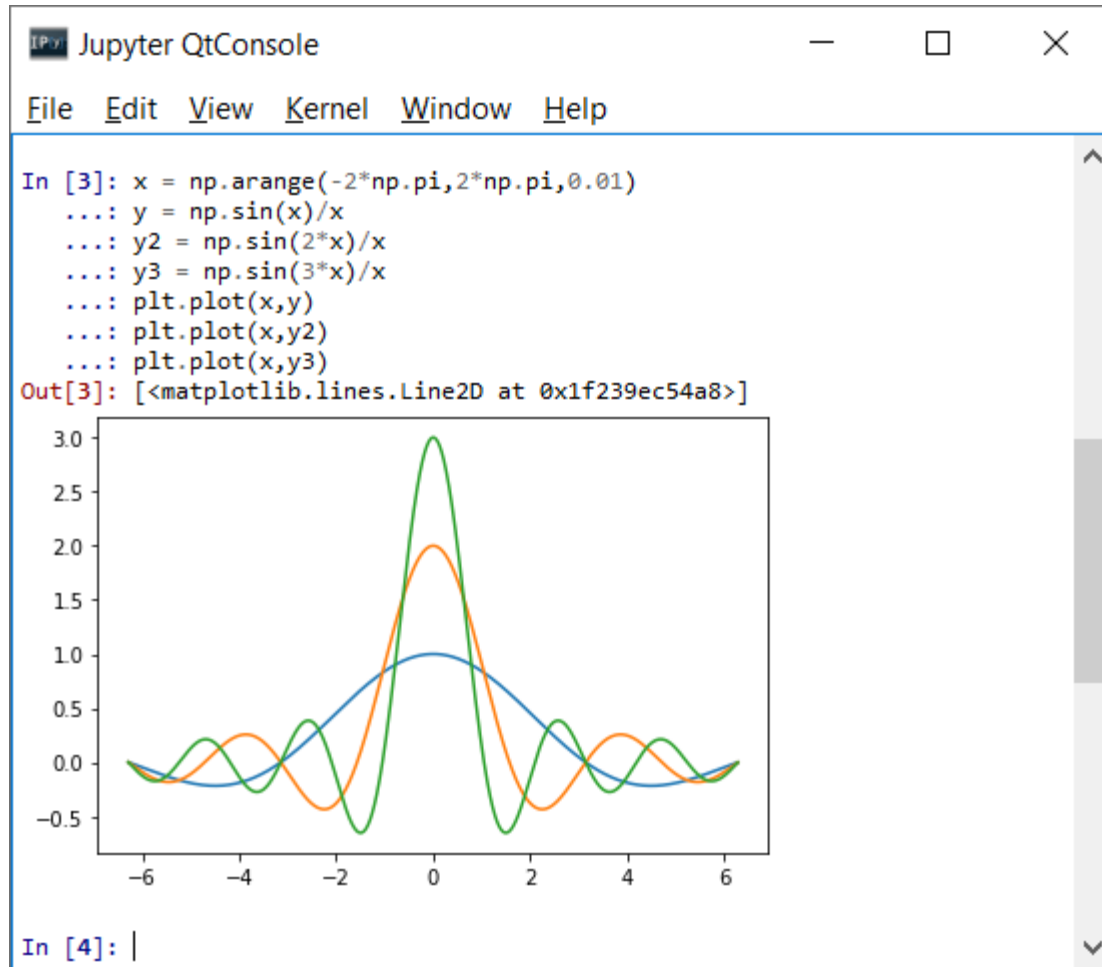 IP[y] Jupyter QtConsole
File Edit View Kernel Window Help
In [3]: x = np.arange(-2*np.pi,2*np.pi,0.01)
...: y = np.sin(x)/x
...: y2 = np.sin(2*x)/x
...: y3 = np.sin(3*x)/x
...: plt.plot(x,y)
...: plt.plot(x,y2)
...: plt.plot(x,y3)
Out[3]: [<matplotlib.lines.Line2D at 0x1f239ec54a8>]
3.0
2.5
2.0
1.5
1.0
0.5
0.0
−0.5
−6 −4 −2 0 2 4 6
In [4]: